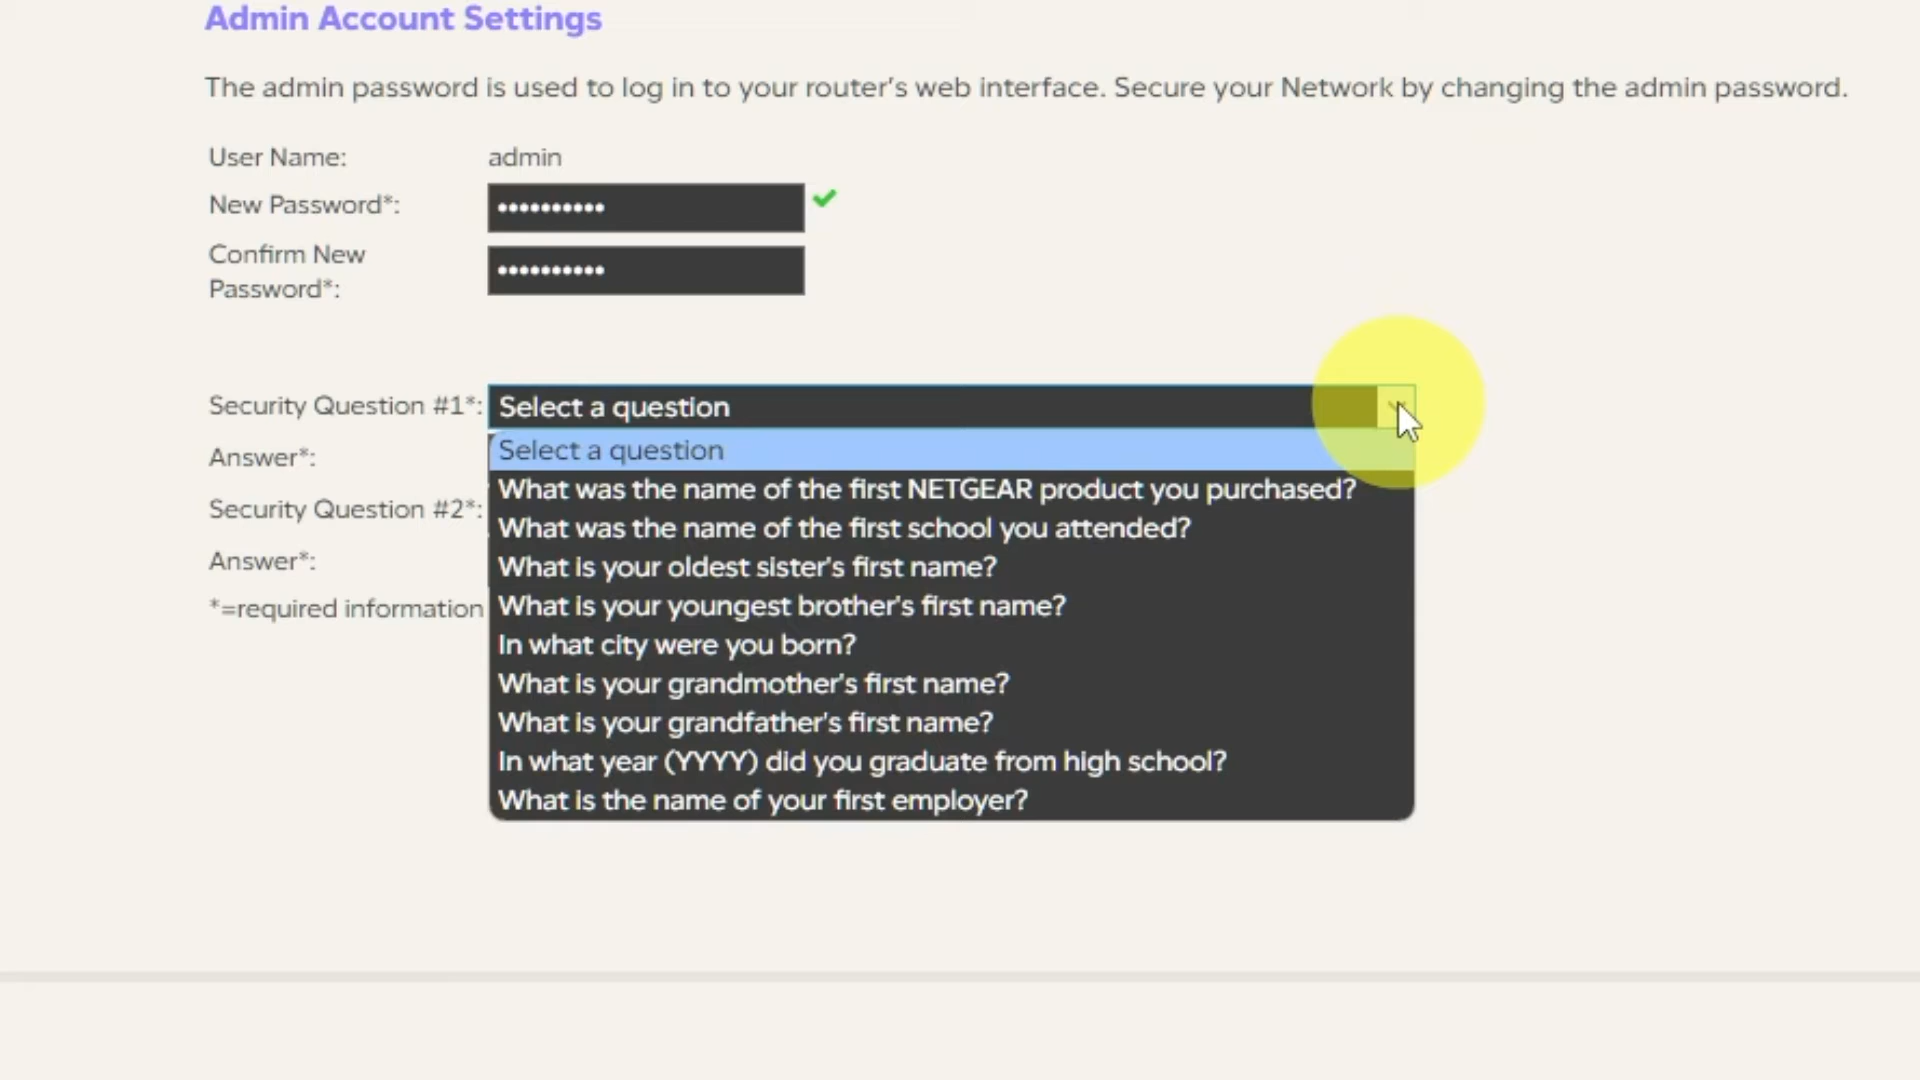 Admin Account Settings
The admin password is used to log in to your router's web interface. Secure your Network by changing the admin password.
User Name: admin
New Password*: ••••••••••
Confirm New
Password*: ••••••••••
Security Question #1*: Select a question
Select a question
Answer*:
What was the name of the first NETGEAR product you purchased?
Security Question #2*:
What was the name of the first school you attended?
Answer*:
What is your oldest sister's first name?
*=required information
What is your youngest brother's first name?
In what city were you born?
What is your grandmother's first name?
What is your grandfather's first name?
In what year (YYYY) did you graduate from high school?
What is the name of your first employer?